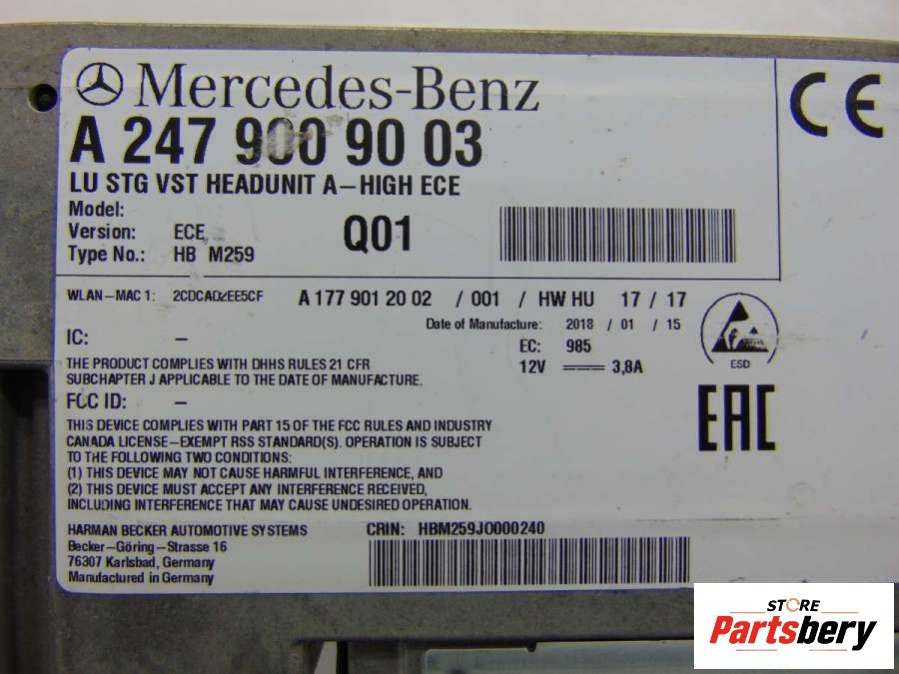 Mercedes-Benz
A 247 900 90 03
LU STG VST HEADUNIT A-HIGH ECE
Model:
Version: ECE
Type No.: HB M259
Q01
WLAN-MAC 1: 2CDCAD2EE5CF
A 177 901 20 02 / 001 / HW HU 17 / 17
Date of Manufacture: 2018 / 01 / 15
IC: –
EC: 985
12V 3,8A
ESD
THE PRODUCT COMPLIES WITH DHHS RULES 21 CFR
SUBCHAPTER J APPLICABLE TO THE DATE OF MANUFACTURE.
FCC ID: –
EAC
THIS DEVICE COMPLIES WITH PART 15 OF THE FCC RULES AND INDUSTRY
CANADA LICENSE-EXEMPT RSS STANDARD(S). OPERATION IS SUBJECT
TO THE FOLLOWING TWO CONDITIONS:
(1) THIS DEVICE MAY NOT CAUSE HARMFUL INTERFERENCE, AND
(2) THIS DEVICE MUST ACCEPT ANY INTERFERENCE RECEIVED,
INCLUDING INTERFERENCE THAT MAY CAUSE UNDESIRED OPERATION.
HARMAN BECKER AUTOMOTIVE SYSTEMS
Becker-Göring-Strasse 16
76307 Karlsbad, Germany
Manufactured in Germany
CRIN: HBM259J0000240
CE
STORE
Partsbery